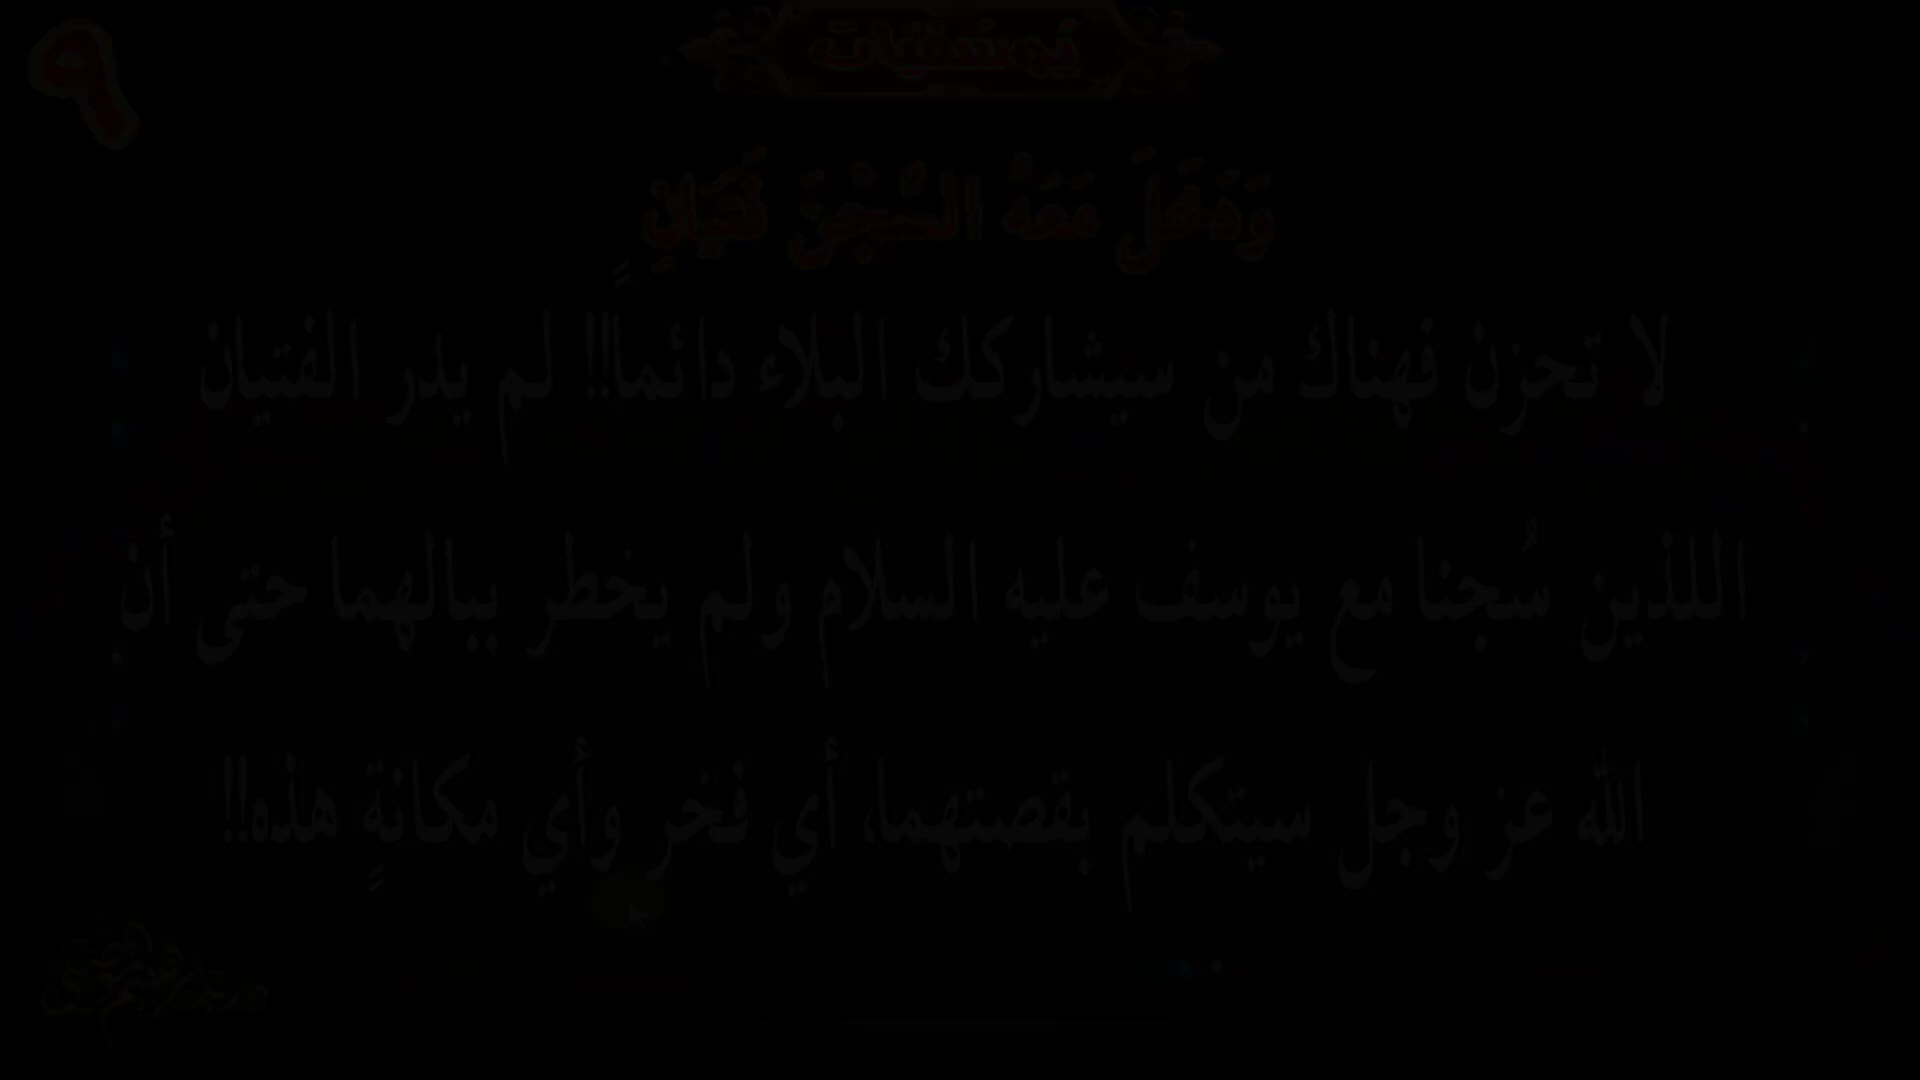 ٩
يوسفيات
وَدَخَلَ مَعَهُ السِّجْنَ فَتَيَانِ
لا تحزن فهناك من سيشاركك البلاء دائماً!! لم يدر الفتيان
اللذين سُجنا مع يوسف عليه السلام ولم يخطر ببالهما حتى أن
الله عز وجل سيتكلم بقصتهما، أي فخر وأي مكانةٍ هذه!!